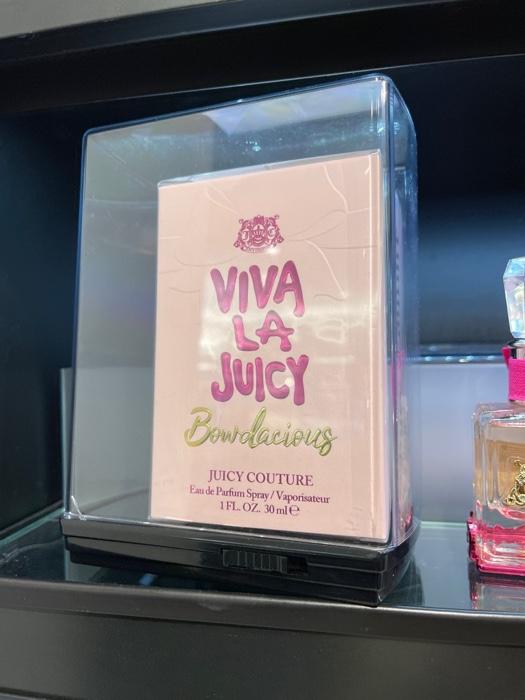 VIVA
LA
JUICY
Bowdacious
JUICY COUTURE
Eau de Parfum Spray / Vaporisateur
1 FL. OZ. 30 ml ℮